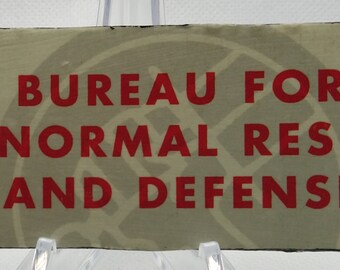 BUREAU FOR
NORMAL RES
AND DEFENS